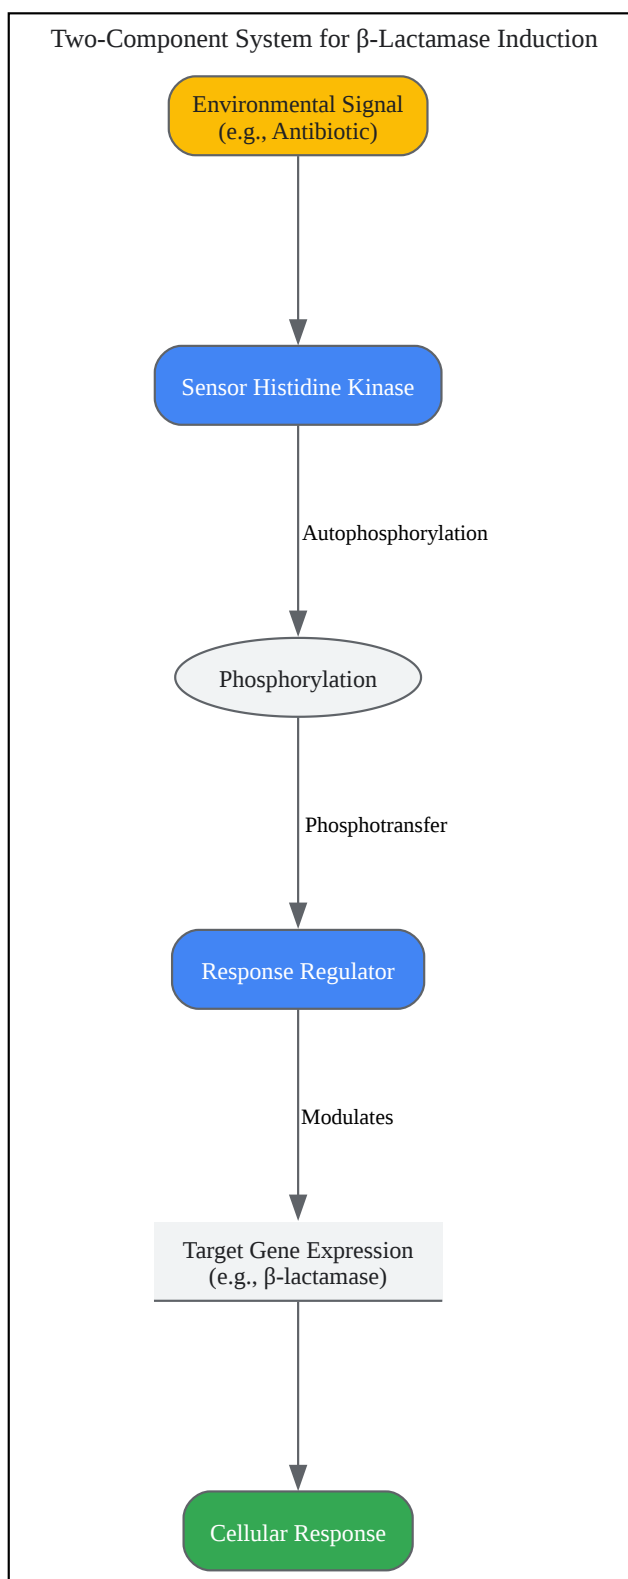 Two-Component System for β-Lactamase Induction
Environmental Signal
(e.g., Antibiotic)
Sensor Histidine Kinase
Autophosphorylation
Phosphorylation
Phosphotransfer
Response Regulator
Modulates
Target Gene Expression
(e.g., β-lactamase)
Cellular Response